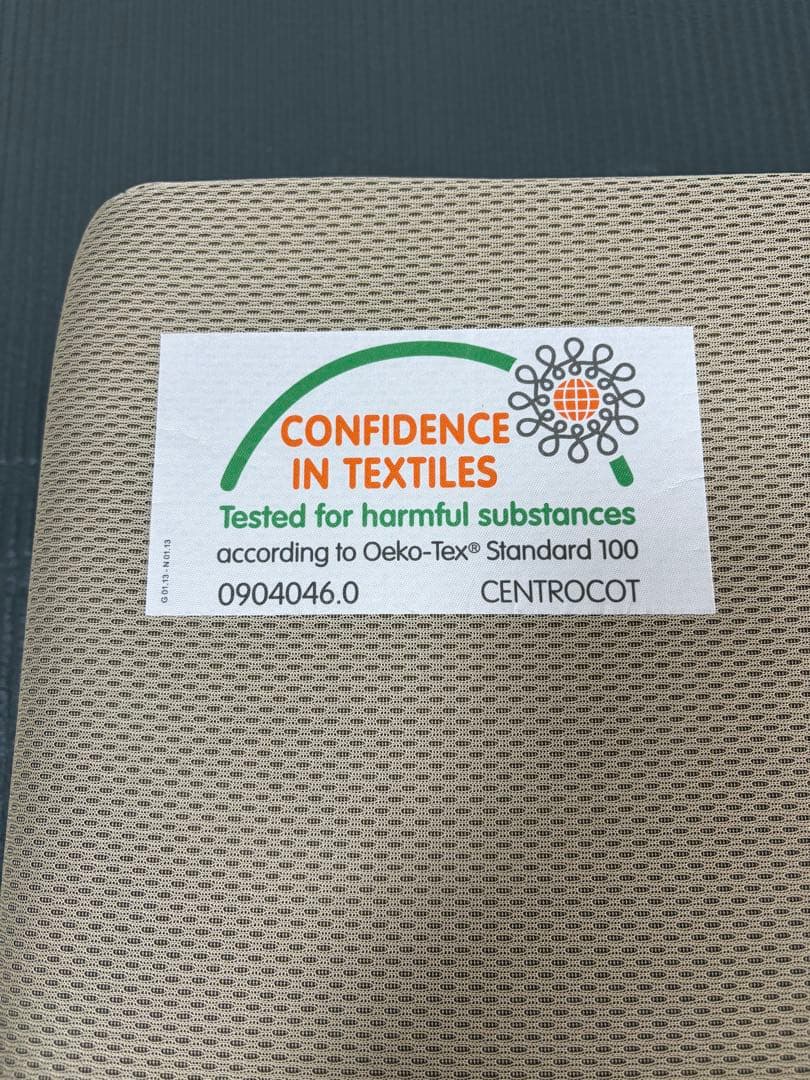 CONFIDENCE
IN TEXTILES
Tested for harmful substances
according to Oeko-Tex® Standard 100
0904046.0 CENTROCOT
G 01.13 - N 01.13